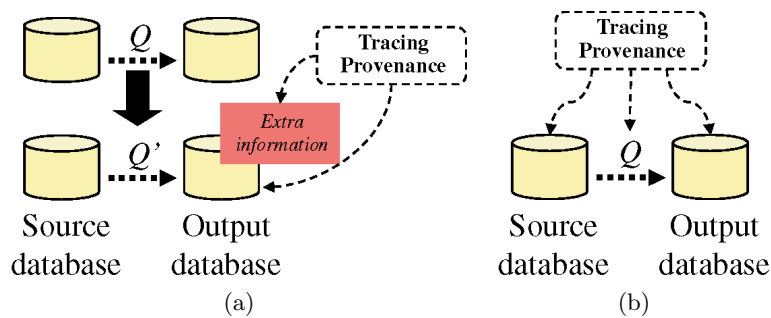 Q
Tracing
Provenance
Extra
information
Q’
Source
database
Output
database
(a)
Tracing
Provenance
Q
Source
database
Output
database
(b)